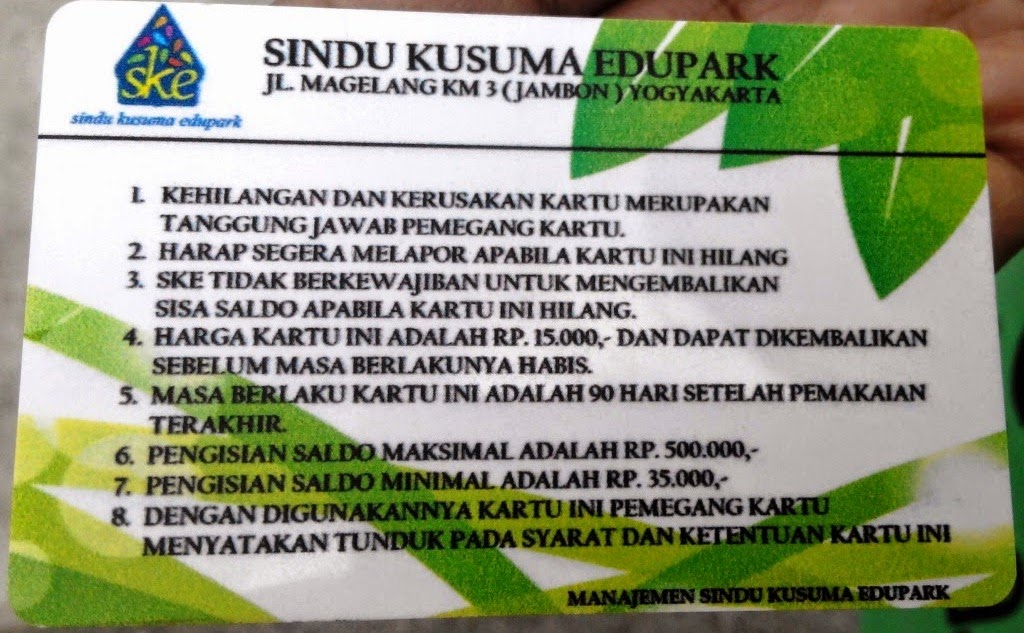 ske
sindu kusuma edupark
SINDU KUSUMA EDUPARK
JL. MAGELANG KM 3 ( JAMBON ) YOGYAKARTA
1. KEHILANGAN DAN KERUSAKAN KARTU MERUPAKAN
TANGGUNG JAWAB PEMEGANG KARTU.
2. HARAP SEGERA MELAPOR APABILA KARTU INI HILANG
3. SKE TIDAK BERKEWAJIBAN UNTUK MENGEMBALIKAN
SISA SALDO APABILA KARTU INI HILANG.
4. HARGA KARTU INI ADALAH RP. 15.000,- DAN DAPAT DIKEMBALIKAN
SEBELUM MASA BERLAKUNYA HABIS.
5. MASA BERLAKU KARTU INI ADALAH 90 HARI SETELAH PEMAKAIAN
TERAKHIR.
6. PENGISIAN SALDO MAKSIMAL ADALAH RP. 500.000,-
7. PENGISIAN SALDO MINIMAL ADALAH RP. 35.000,-
8. DENGAN DIGUNAKANNYA KARTU INI PEMEGANG KARTU
MENYATAKAN TUNDUK PADA SYARAT DAN KETENTUAN KARTU INI
MANAJEMEN SINDU KUSUMA EDUPARK